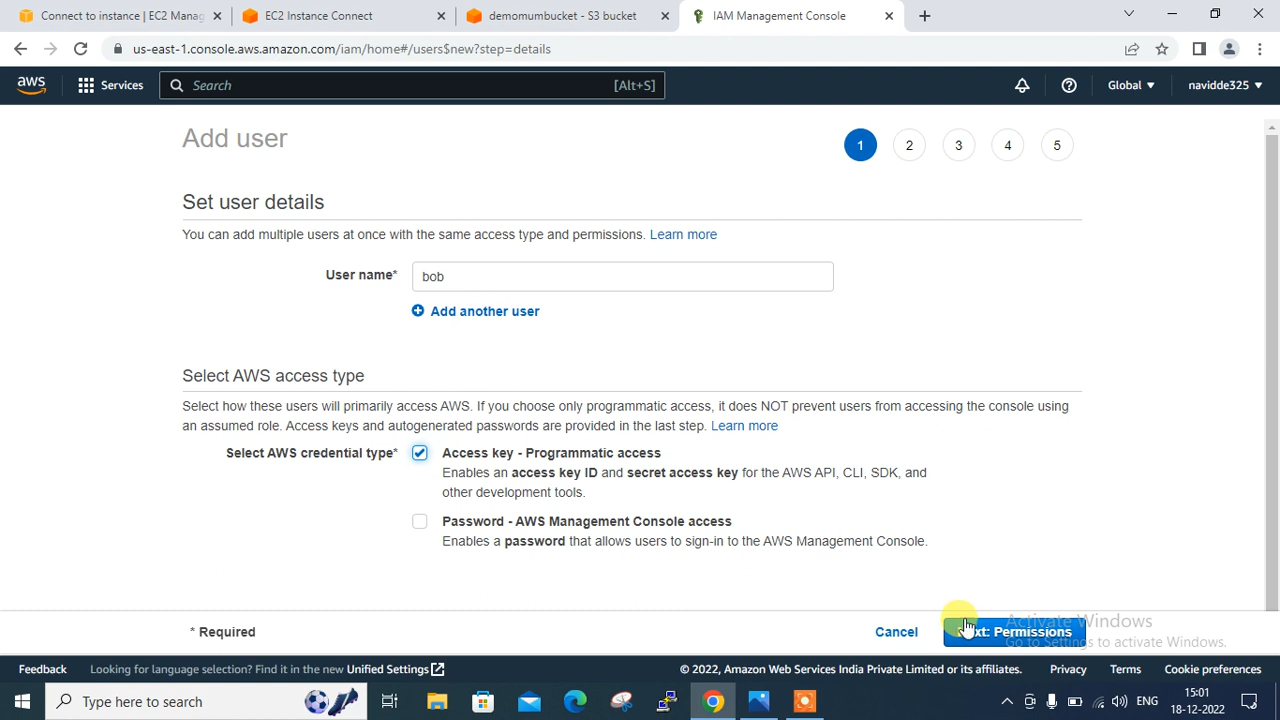 Connect to instance | EC2 Manag
EC2 Instance Connect
demomumbucket - S3 bucket
IAM Management Console
us-east-1.console.aws.amazon.com/iam/home#/users$new?step=details
aws
Services
Search
[Alt+S]
Global
navidde325
Add user
1
2
3
4
5
Set user details
You can add multiple users at once with the same access type and permissions. Learn more
User name*
bob
Add another user
Select AWS access type
Select how these users will primarily access AWS. If you choose only programmatic access, it does NOT prevent users from accessing the console using
an assumed role. Access keys and autogenerated passwords are provided in the last step. Learn more
Select AWS credential type*
Access key - Programmatic access
Enables an access key ID and secret access key for the AWS API, CLI, SDK, and
other development tools.
Password - AWS Management Console access
Enables a password that allows users to sign-in to the AWS Management Console.
* Required
Cancel
Next: Permissions
Activate Windows
Go to Settings to activate Windows.
Feedback
Looking for language selection? Find it in the new Unified Settings
© 2022, Amazon Web Services India Private Limited or its affiliates.
Privacy
Terms
Cookie preferences
Type here to search
ENG
15:01
18-12-2022